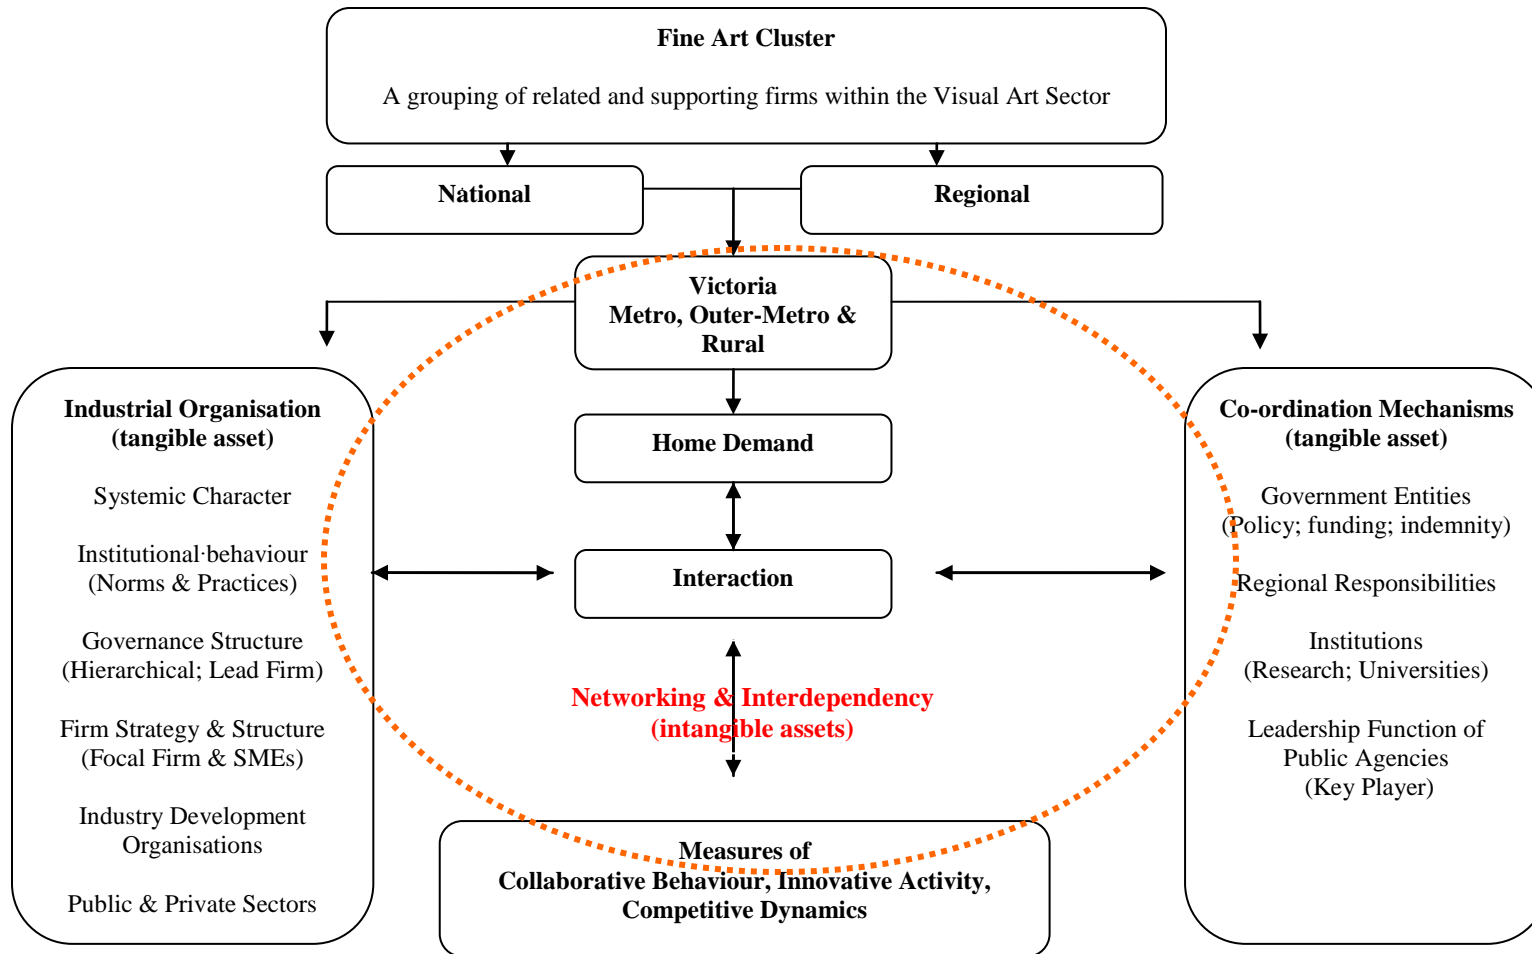 Fine Art Cluster
A grouping of related and supporting firms within the Visual Art Sector
National
Regional
Victoria
Metro, Outer-Metro &
Rural
Industrial Organisation
(tangible asset)
Systemic Character
Institutional·behaviour
(Norms & Practices)
Governance Structure
(Hierarchical; Lead Firm)
Firm Strategy & Structure
(Focal Firm & SMEs)
Industry Development
Organisations
Public & Private Sectors
Home Demand
Interaction
Networking & Interdependency
(intangible assets)
Measures of
Collaborative Behaviour, Innovative Activity,
Competitive Dynamics
Co-ordination Mechanisms
(tangible asset)
Government Entities
(Policy; funding; indemnity)
Regional Responsibilities
Institutions
(Research; Universities)
Leadership Function of
Public Agencies
(Key Player)